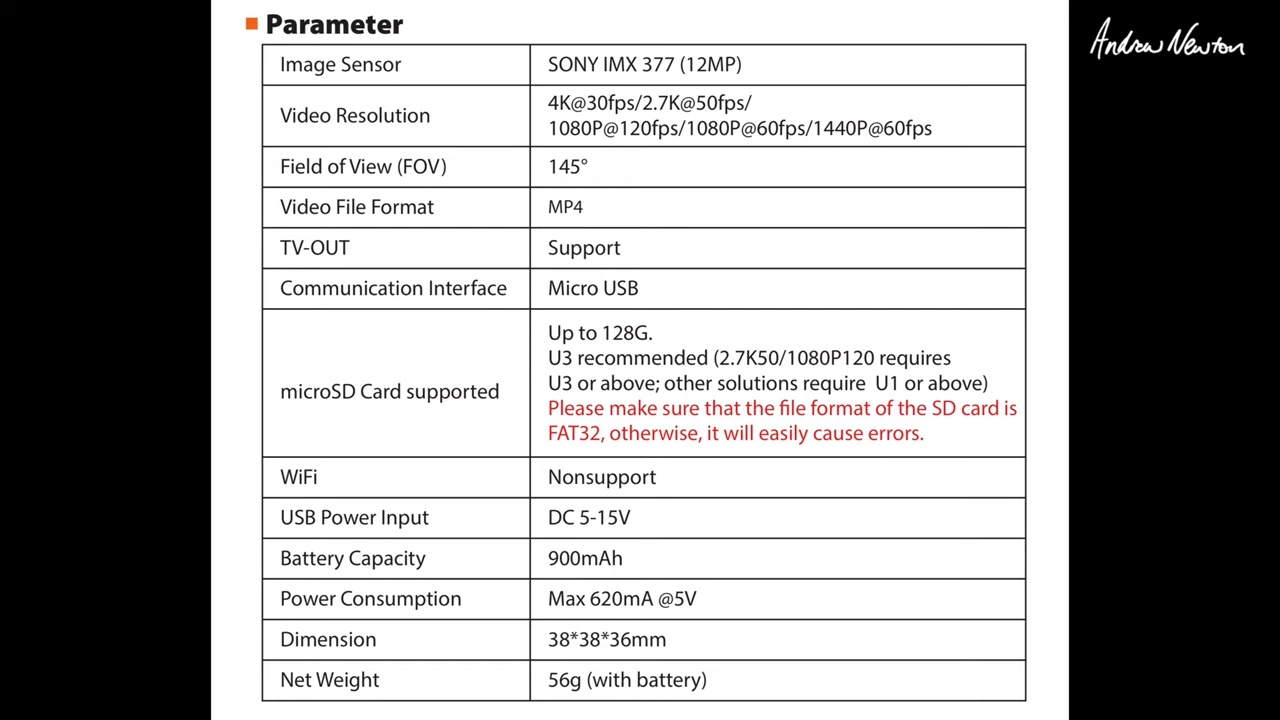 Parameter
Andrew Newton
Image Sensor SONY IMX 377 (12MP)
Video Resolution 4K@30fps/2.7K@50fps/
1080P@120fps/1080P@60fps/1440P@60fps
Field of View (FOV) 145°
Video File Format MP4
TV-OUT Support
Communication Interface Micro USB
microSD Card supported Up to 128G.
U3 recommended (2.7K50/1080P120 requires
U3 or above; other solutions require U1 or above)
Please make sure that the file format of the SD card is
FAT32, otherwise, it will easily cause errors.
WiFi Nonsupport
USB Power Input DC 5-15V
Battery Capacity 900mAh
Power Consumption Max 620mA @5V
Dimension 38*38*36mm
Net Weight 56g (with battery)